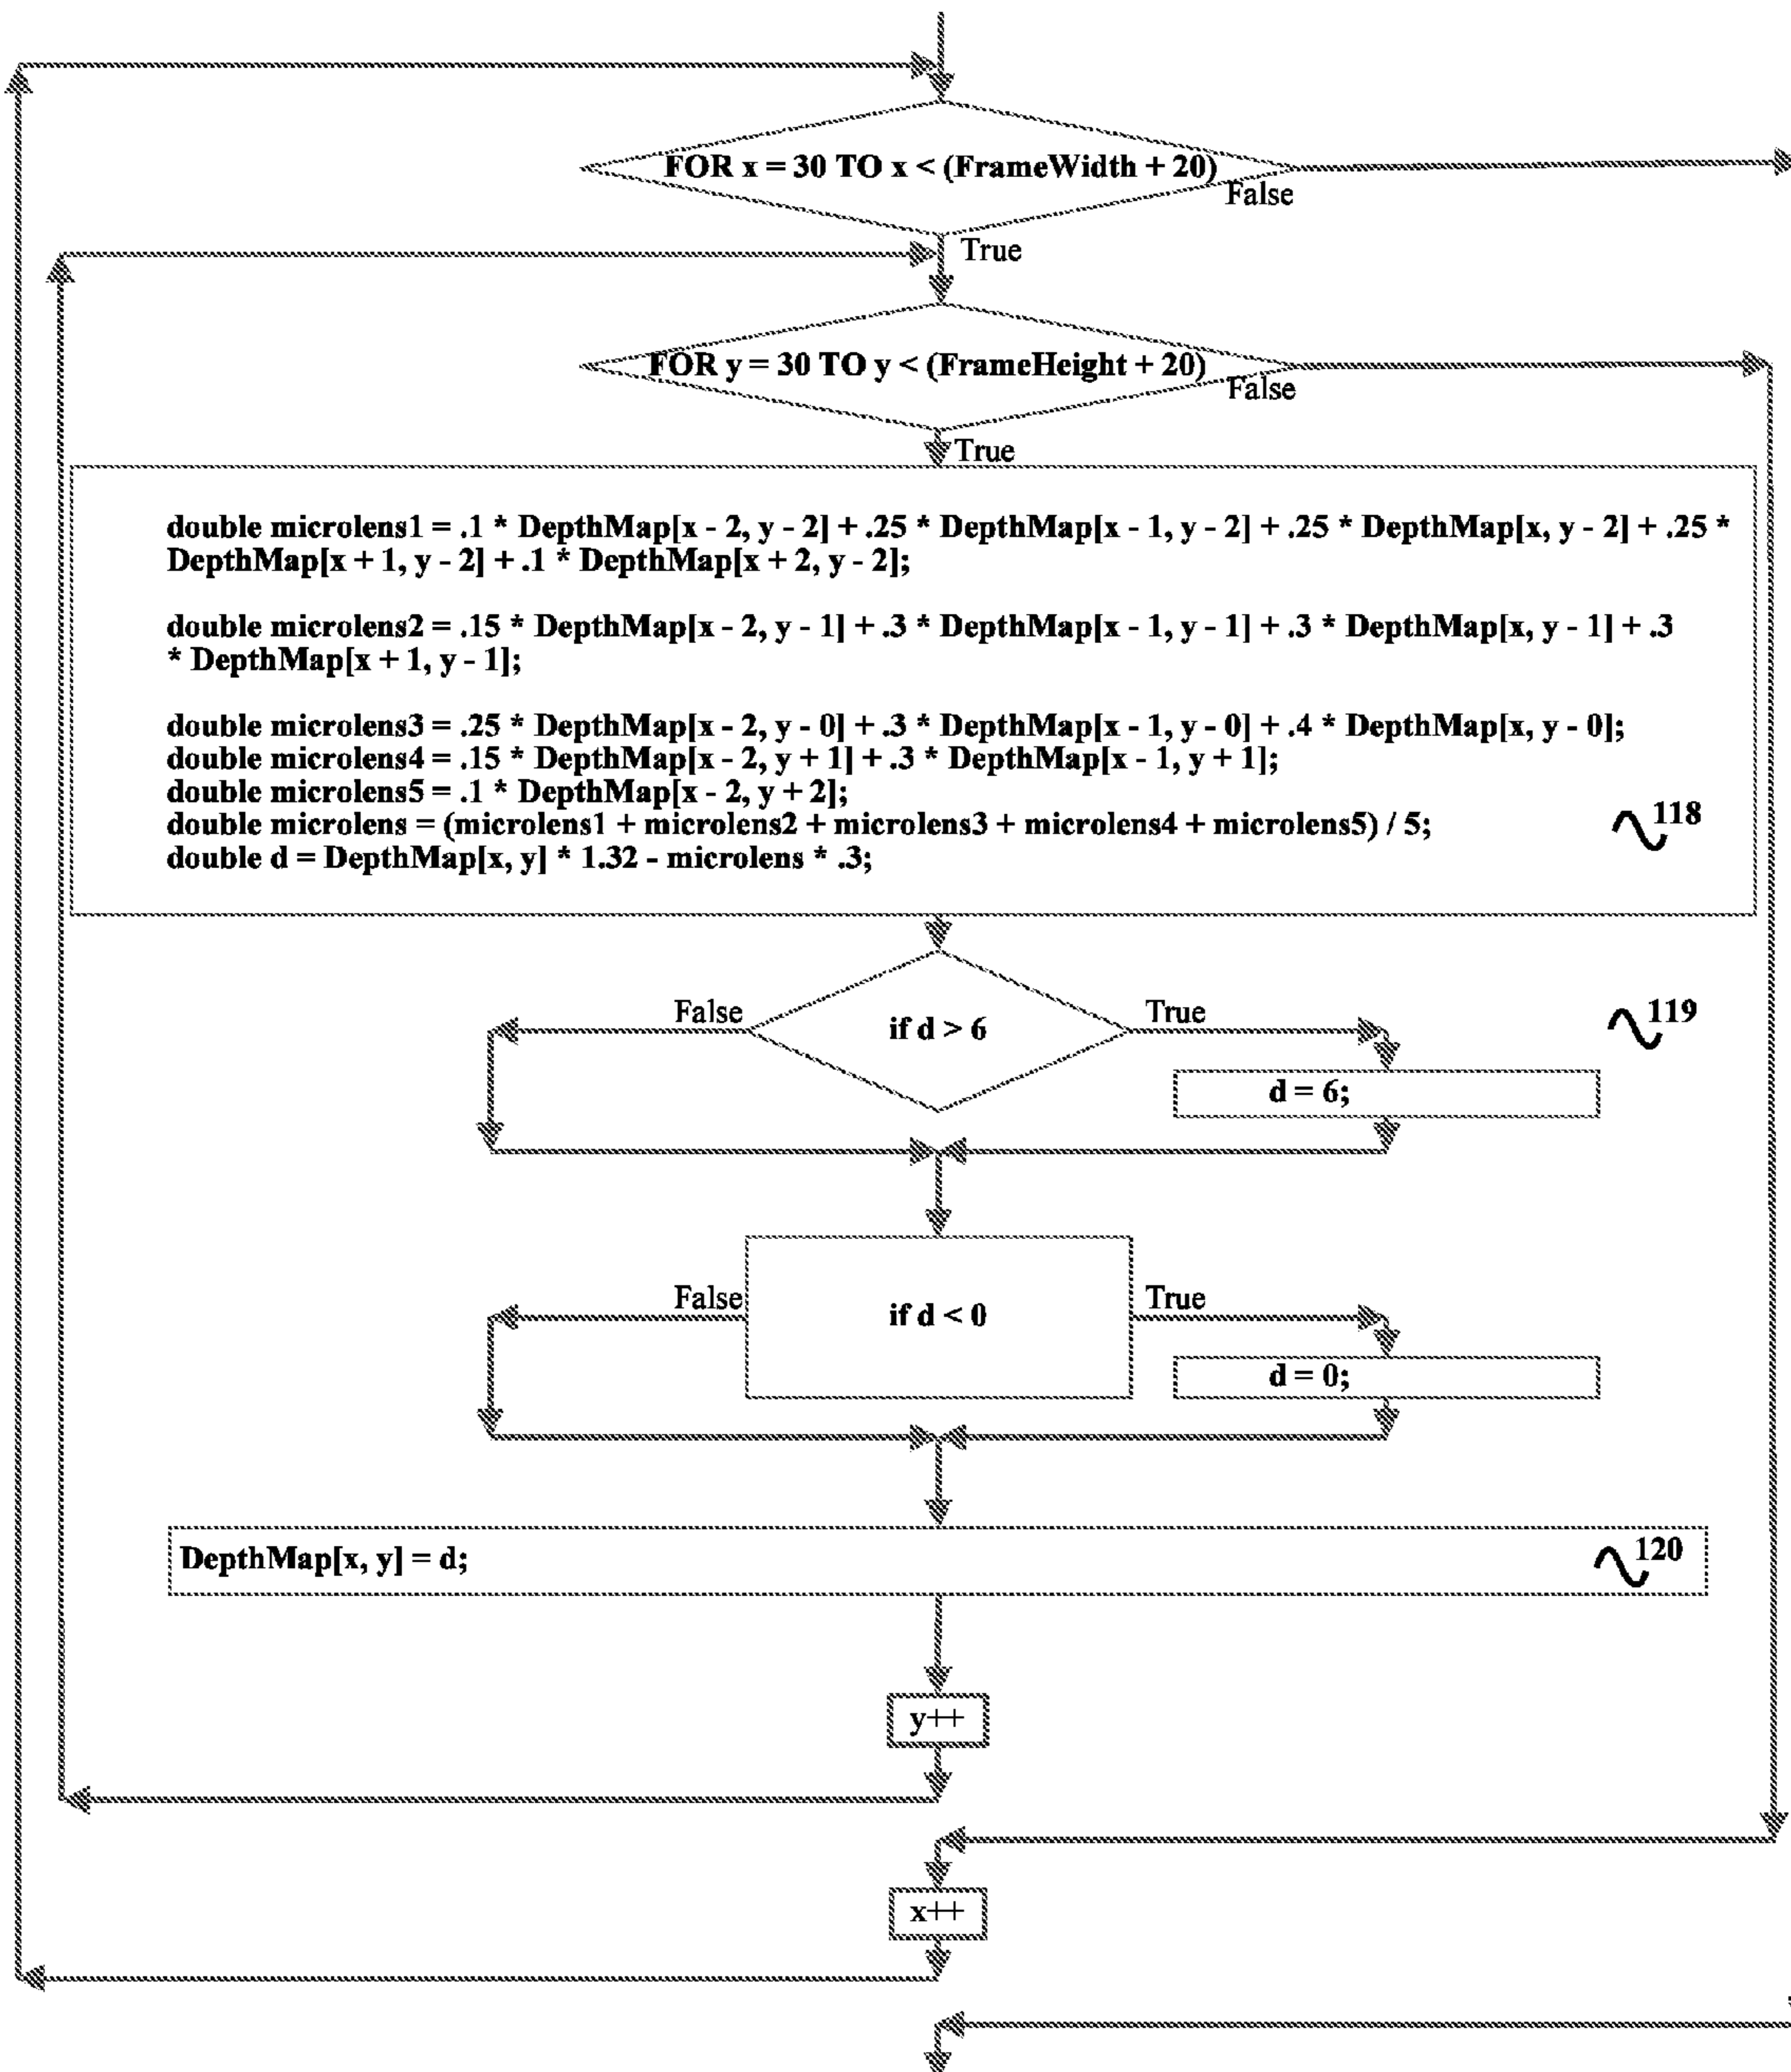 FOR x = 30 TO x < (FrameWidth + 20)
False
True
FOR y = 30 TO y < (FrameHeight + 20)
False
True
double microlens1 = .1 * DepthMap[x - 2, y - 2] + .25 * DepthMap[x - 1, y - 2] + .25 * DepthMap[x, y - 2] + .25 *
DepthMap[x + 1, y - 2] + .1 * DepthMap[x + 2, y - 2];
double microlens2 = .15 * DepthMap[x - 2, y - 1] + .3 * DepthMap[x - 1, y - 1] + .3 * DepthMap[x, y - 1] + .3
* DepthMap[x + 1, y - 1];
double microlens3 = .25 * DepthMap[x - 2, y - 0] + .3 * DepthMap[x - 1, y - 0] + .4 * DepthMap[x, y - 0];
double microlens4 = .15 * DepthMap[x - 2, y + 1] + .3 * DepthMap[x - 1, y + 1];
double microlens5 = .1 * DepthMap[x - 2, y + 2];
double microlens = (microlens1 + microlens2 + microlens3 + microlens4 + microlens5) / 5;
118
double d = DepthMap[x, y] * 1.32 - microlens * .3;
False
if d > 6
True
119
d = 6;
False
if d < 0
True
d = 0;
DepthMap[x, y] = d;
120
y++
x++